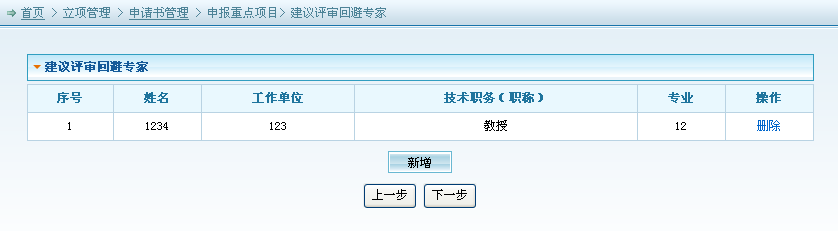 首页 > 立项管理 > 申请书管理 > 申报重点项目> 建议评审回避专家
建议评审回避专家
序号 姓名 工作单位 技术职务（职称） 专业 操作
1 1234 123 教授 12 删除
新增
上一步 下一步